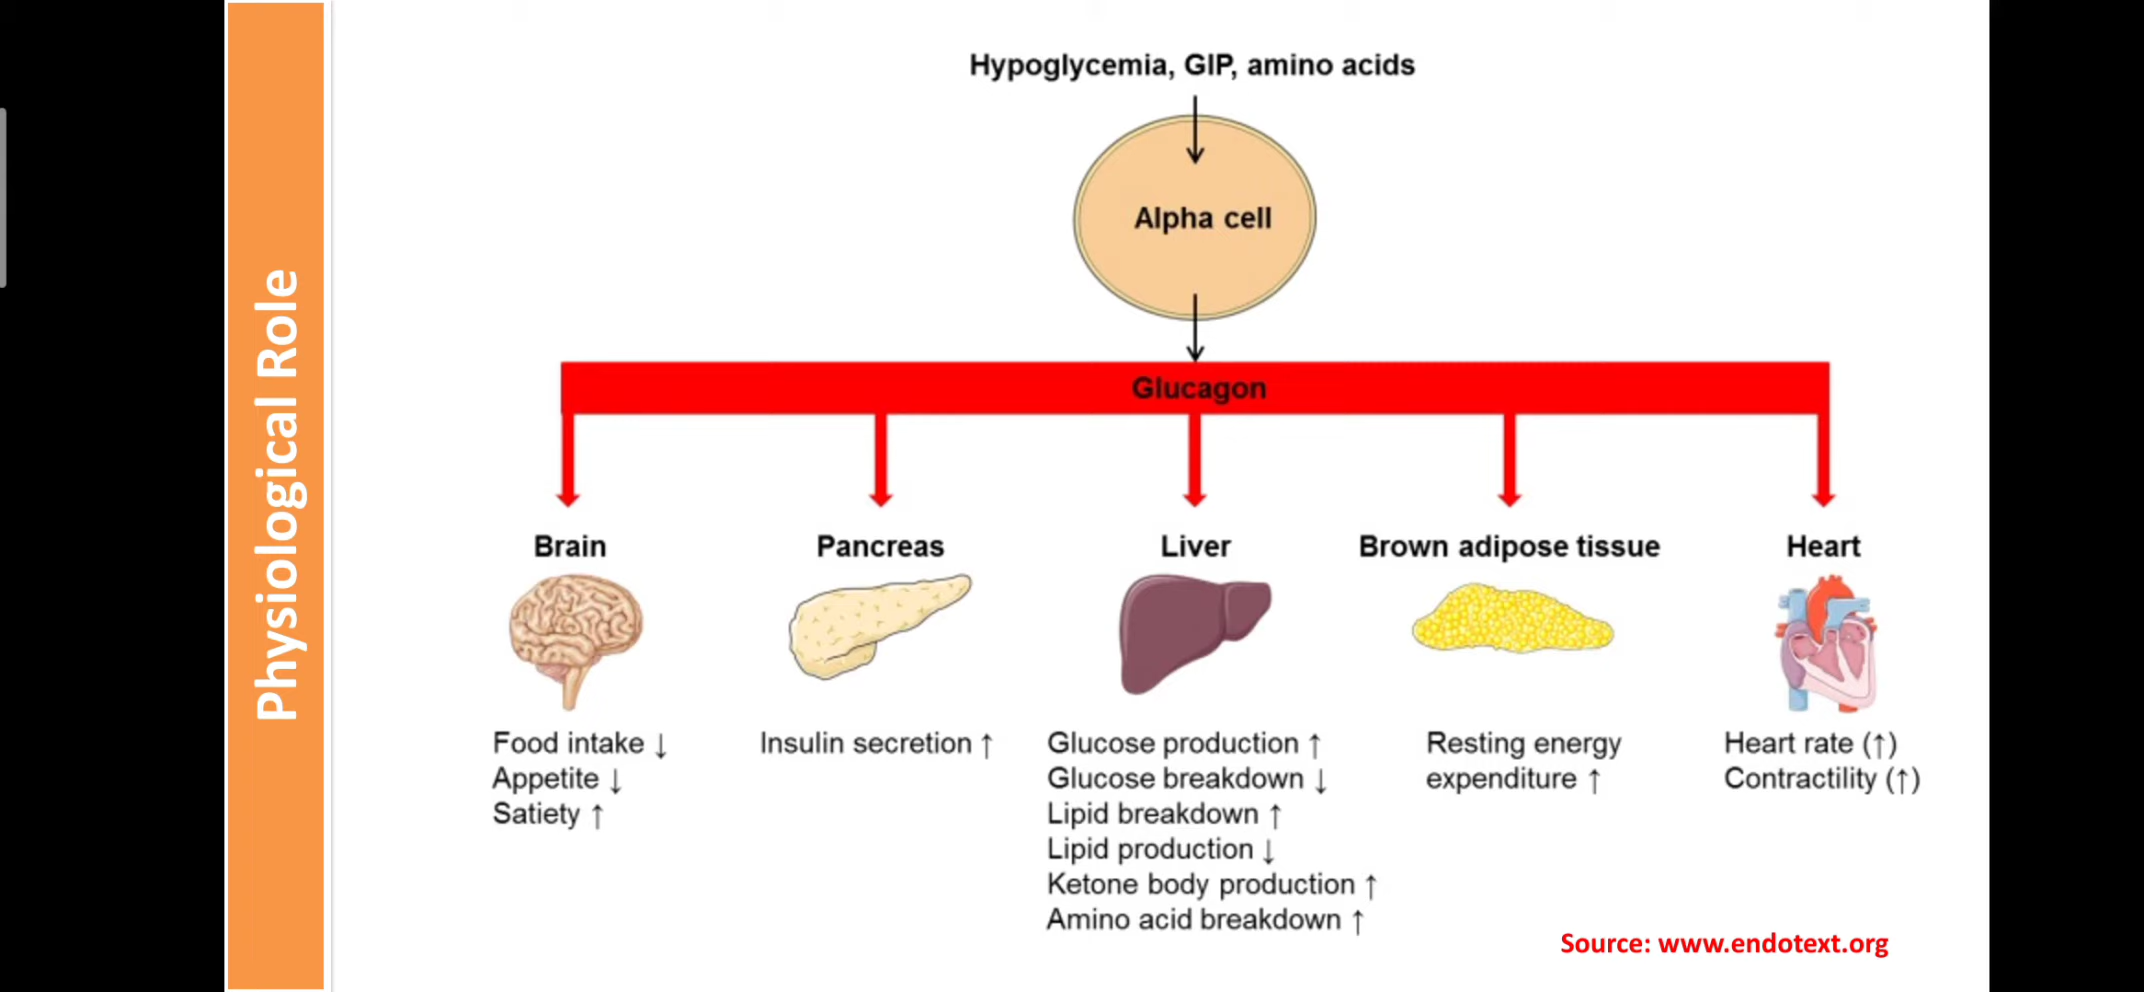 Physiological Role
Hypoglycemia, GIP, amino acids
Alpha cell
Glucagon
Brain
Food intake ↓
Appetite ↓
Satiety ↑
Pancreas
Insulin secretion ↑
Liver
Glucose production ↑
Glucose breakdown ↓
Lipid breakdown ↑
Lipid production ↓
Ketone body production ↑
Amino acid breakdown ↑
Brown adipose tissue
Resting energy
expenditure ↑
Heart
Heart rate (↑)
Contractility (↑)
Source: www.endotext.org